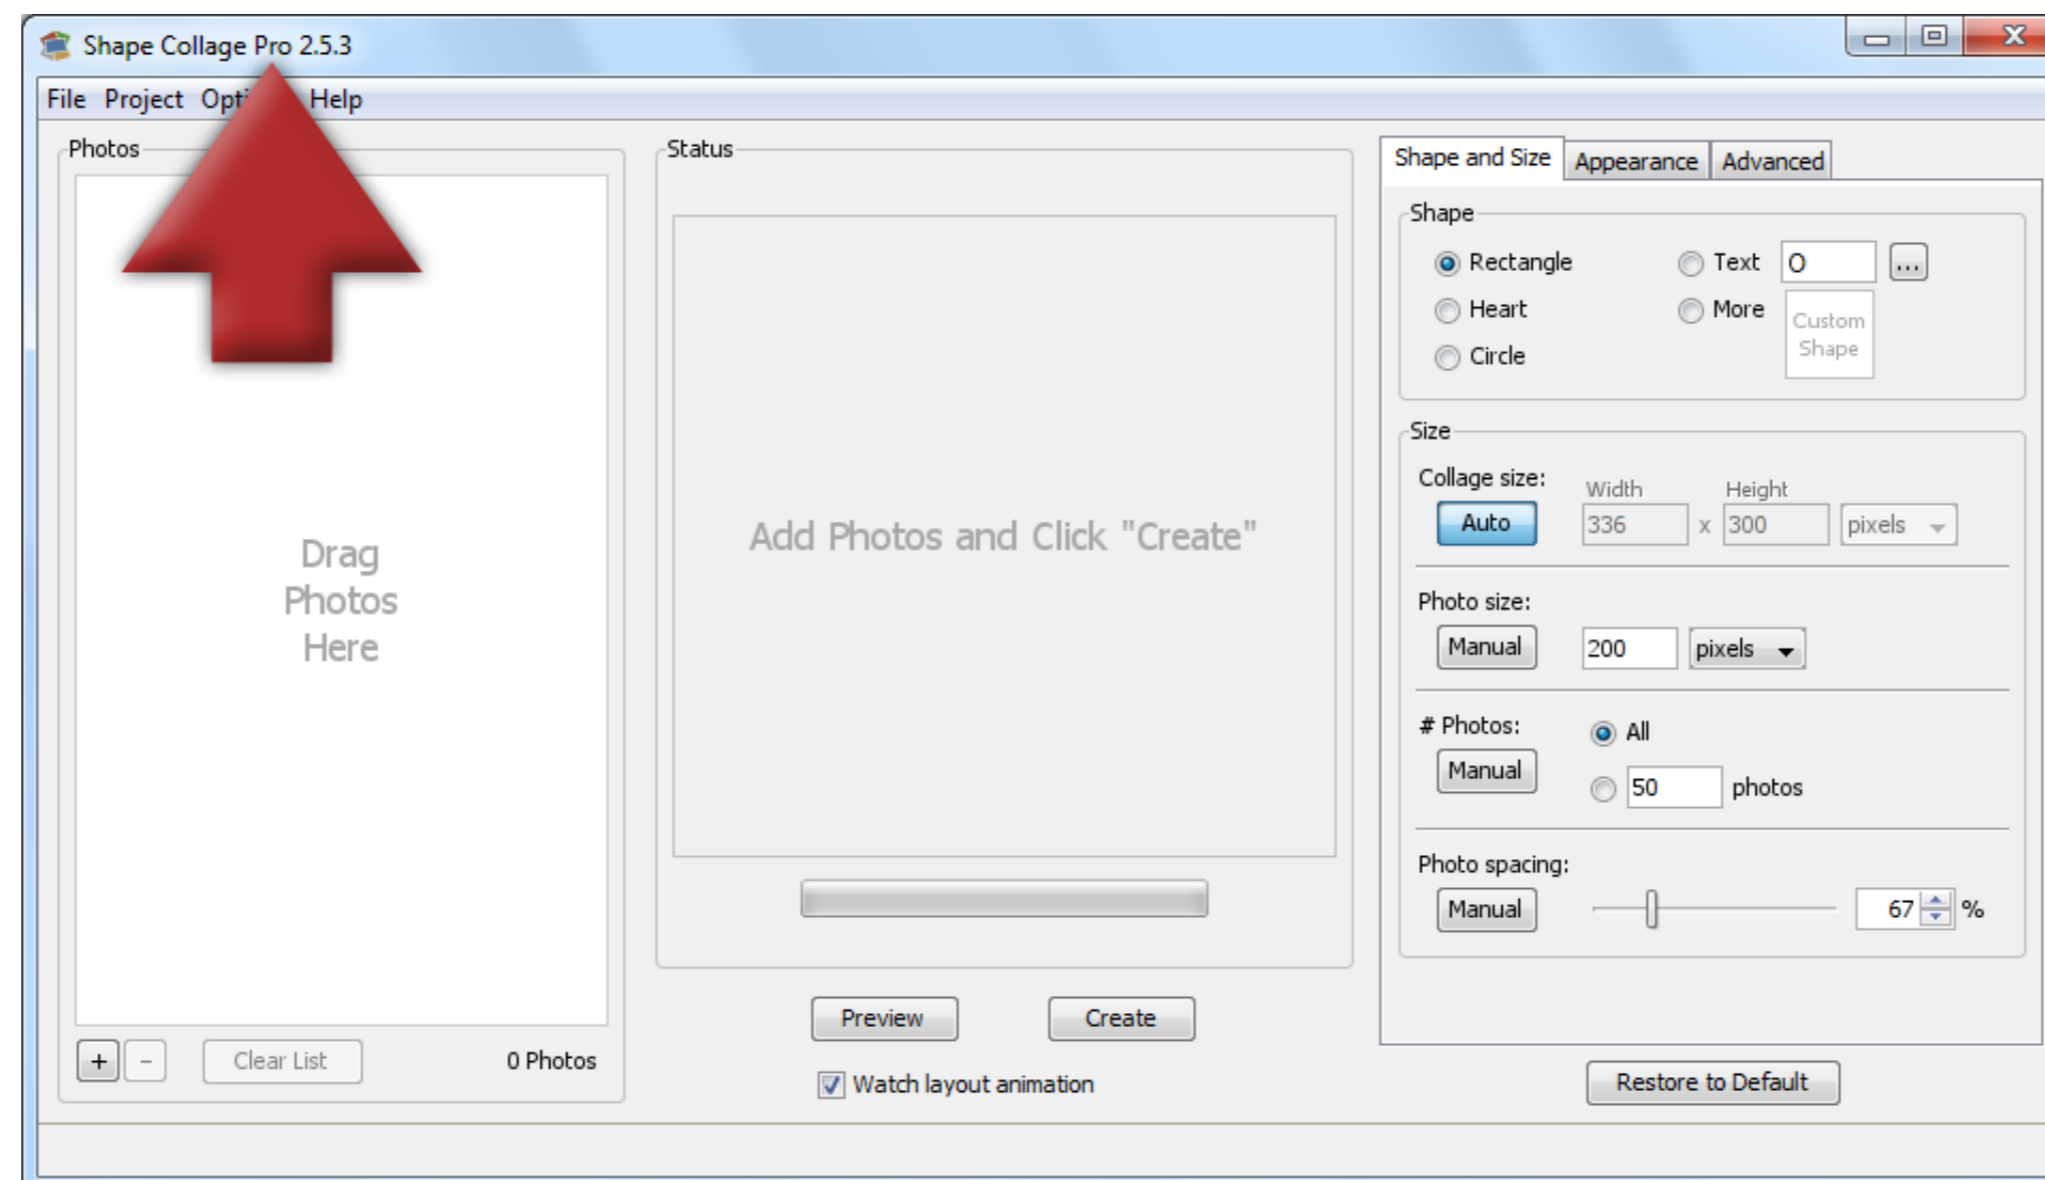 Shape Collage Pro 2.5.3
File Project Help
Photos
Drag
Photos
Here
+ - Clear List 0 Photos
Status
Add Photos and Click "Create"
Preview Create
Watch layout animation
Shape and Size Appearance Advanced
Shape
Rectangle Text O ...
Heart More
Custom
Shape
Circle
Size
Collage size:
Width Height
Auto 336 x 300 pixels
Photo size:
Manual 200 pixels
# Photos: All
Manual 50 photos
Photo spacing:
Manual 67 %
Restore to Default